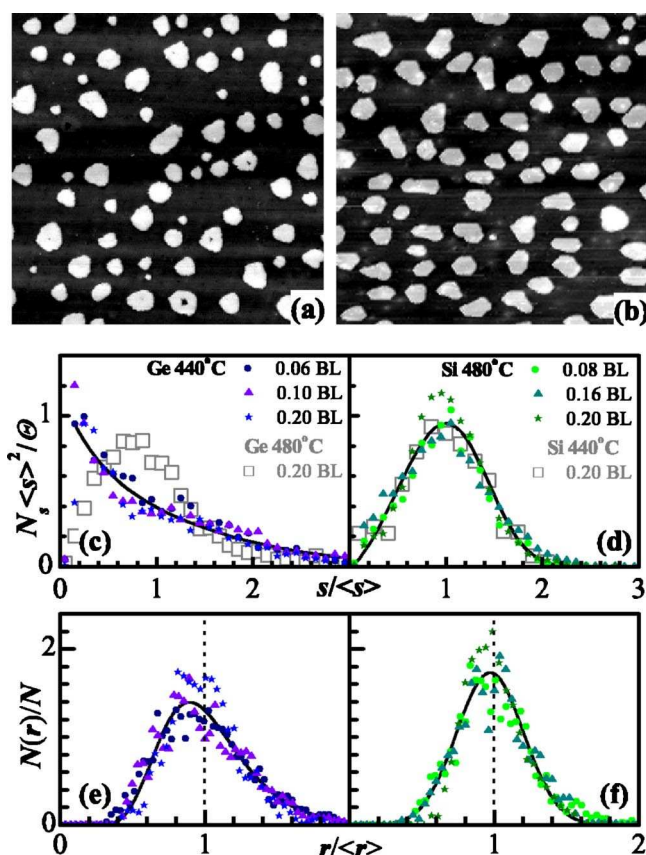 (a)
(b)
Ge 440°C
0.06 BL
0.10 BL
0.20 BL
Ge 480°C
0.20 BL
Si 480°C
0.08 BL
0.16 BL
0.20 BL
Si 440°C
0.20 BL
N_s<s>²/Θ
1
0
(c)
(d)
0 1 2 0 1 2 3
s/<s>
N(r)/N
2
0
(e)
(f)
0 1 0 1 2
r/<r>